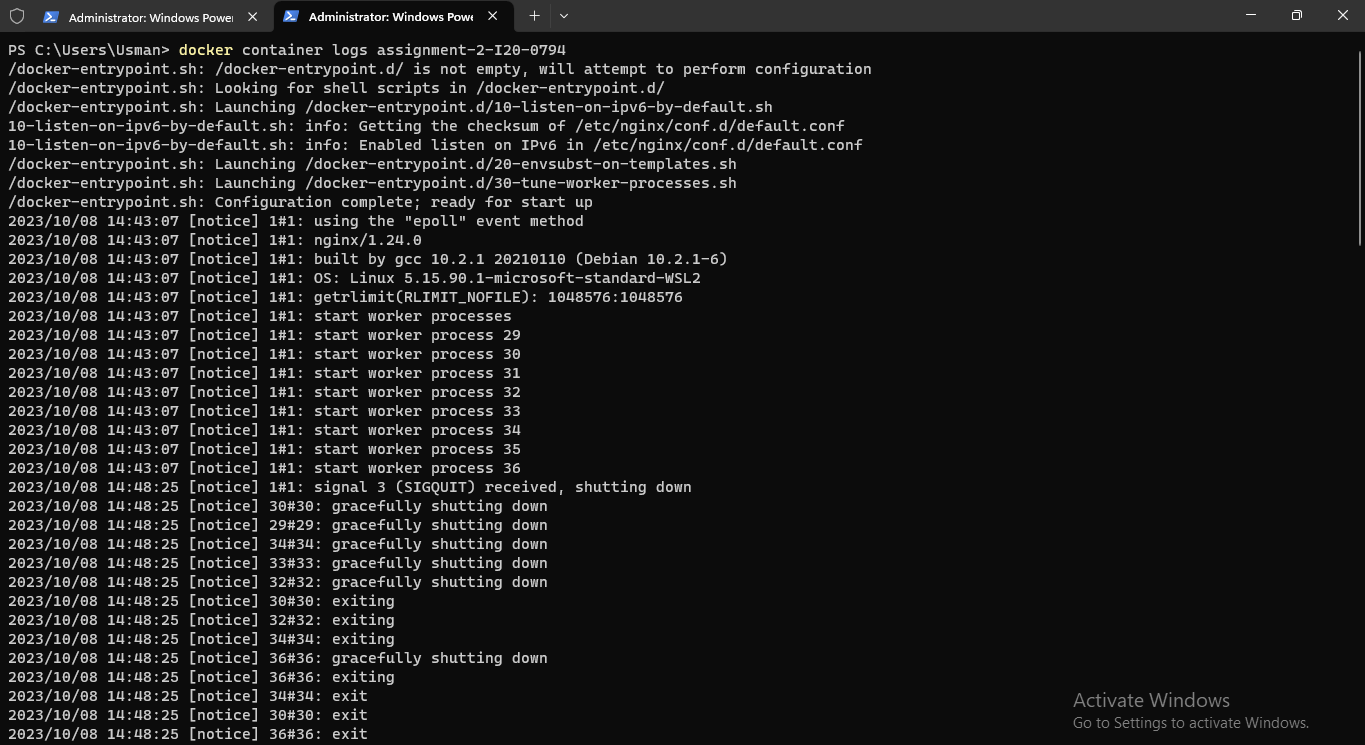 Administrator: Windows Power
Administrator: Windows Powe
PS C:\Users\Usman> docker container logs assignment-2-I20-0794
/docker-entrypoint.sh: /docker-entrypoint.d/ is not empty, will attempt to perform configuration
/docker-entrypoint.sh: Looking for shell scripts in /docker-entrypoint.d/
/docker-entrypoint.sh: Launching /docker-entrypoint.d/10-listen-on-ipv6-by-default.sh
10-listen-on-ipv6-by-default.sh: info: Getting the checksum of /etc/nginx/conf.d/default.conf
10-listen-on-ipv6-by-default.sh: info: Enabled listen on IPv6 in /etc/nginx/conf.d/default.conf
/docker-entrypoint.sh: Launching /docker-entrypoint.d/20-envsubst-on-templates.sh
/docker-entrypoint.sh: Launching /docker-entrypoint.d/30-tune-worker-processes.sh
/docker-entrypoint.sh: Configuration complete; ready for start up
2023/10/08 14:43:07 [notice] 1#1: using the "epoll" event method
2023/10/08 14:43:07 [notice] 1#1: nginx/1.24.0
2023/10/08 14:43:07 [notice] 1#1: built by gcc 10.2.1 20210110 (Debian 10.2.1-6)
2023/10/08 14:43:07 [notice] 1#1: OS: Linux 5.15.90.1-microsoft-standard-WSL2
2023/10/08 14:43:07 [notice] 1#1: getrlimit(RLIMIT_NOFILE): 1048576:1048576
2023/10/08 14:43:07 [notice] 1#1: start worker processes
2023/10/08 14:43:07 [notice] 1#1: start worker process 29
2023/10/08 14:43:07 [notice] 1#1: start worker process 30
2023/10/08 14:43:07 [notice] 1#1: start worker process 31
2023/10/08 14:43:07 [notice] 1#1: start worker process 32
2023/10/08 14:43:07 [notice] 1#1: start worker process 33
2023/10/08 14:43:07 [notice] 1#1: start worker process 34
2023/10/08 14:43:07 [notice] 1#1: start worker process 35
2023/10/08 14:43:07 [notice] 1#1: start worker process 36
2023/10/08 14:48:25 [notice] 1#1: signal 3 (SIGQUIT) received, shutting down
2023/10/08 14:48:25 [notice] 30#30: gracefully shutting down
2023/10/08 14:48:25 [notice] 29#29: gracefully shutting down
2023/10/08 14:48:25 [notice] 34#34: gracefully shutting down
2023/10/08 14:48:25 [notice] 33#33: gracefully shutting down
2023/10/08 14:48:25 [notice] 32#32: gracefully shutting down
2023/10/08 14:48:25 [notice] 30#30: exiting
2023/10/08 14:48:25 [notice] 32#32: exiting
2023/10/08 14:48:25 [notice] 34#34: exiting
2023/10/08 14:48:25 [notice] 36#36: gracefully shutting down
2023/10/08 14:48:25 [notice] 36#36: exiting
2023/10/08 14:48:25 [notice] 34#34: exit
2023/10/08 14:48:25 [notice] 30#30: exit
2023/10/08 14:48:25 [notice] 36#36: exit
Activate Windows
Go to Settings to activate Windows.